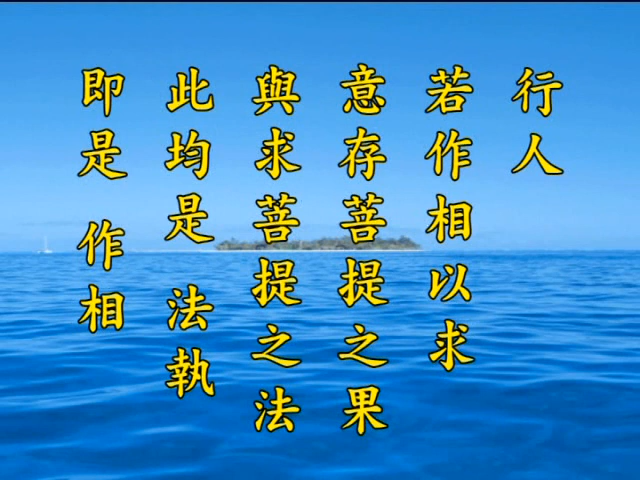 行人
若作相以求
意存菩提之果
與求菩提之法
此均是 法執
即是 作相